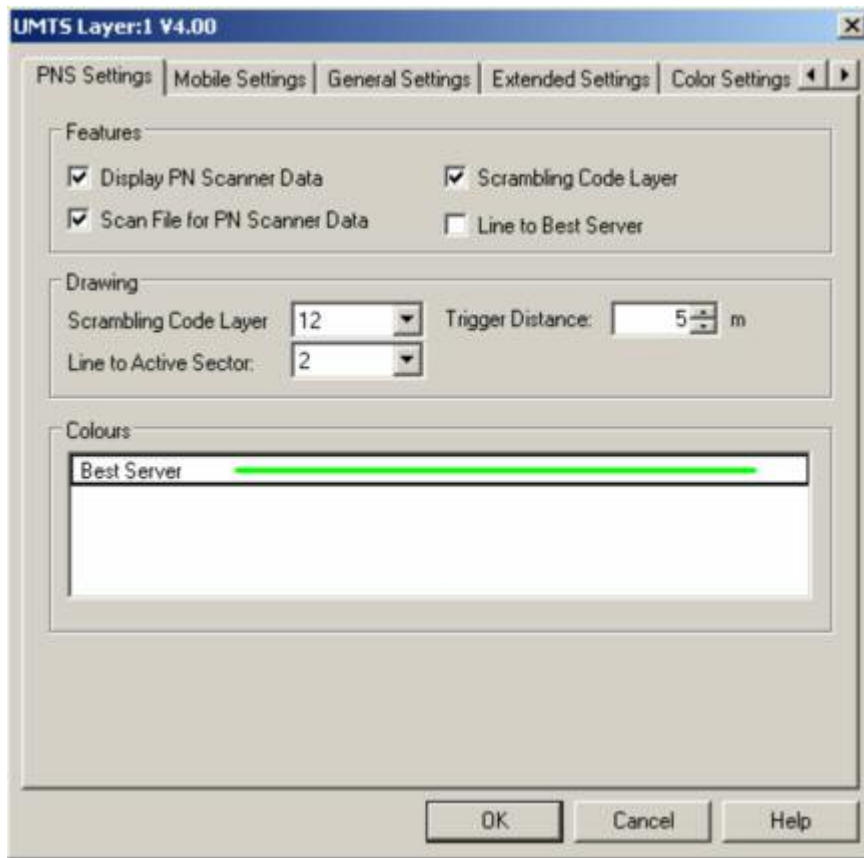 UMTS Layer:1 V4.00
PNS Settings Mobile Settings General Settings Extended Settings Color Settings
Features
Display PN Scanner Data Scrambling Code Layer
Scan File for PN Scanner Data Line to Best Server
Drawing
Scrambling Code Layer 12 Trigger Distance: 5 m
Line to Active Sector: 2
Colours
Best Server
OK Cancel Help